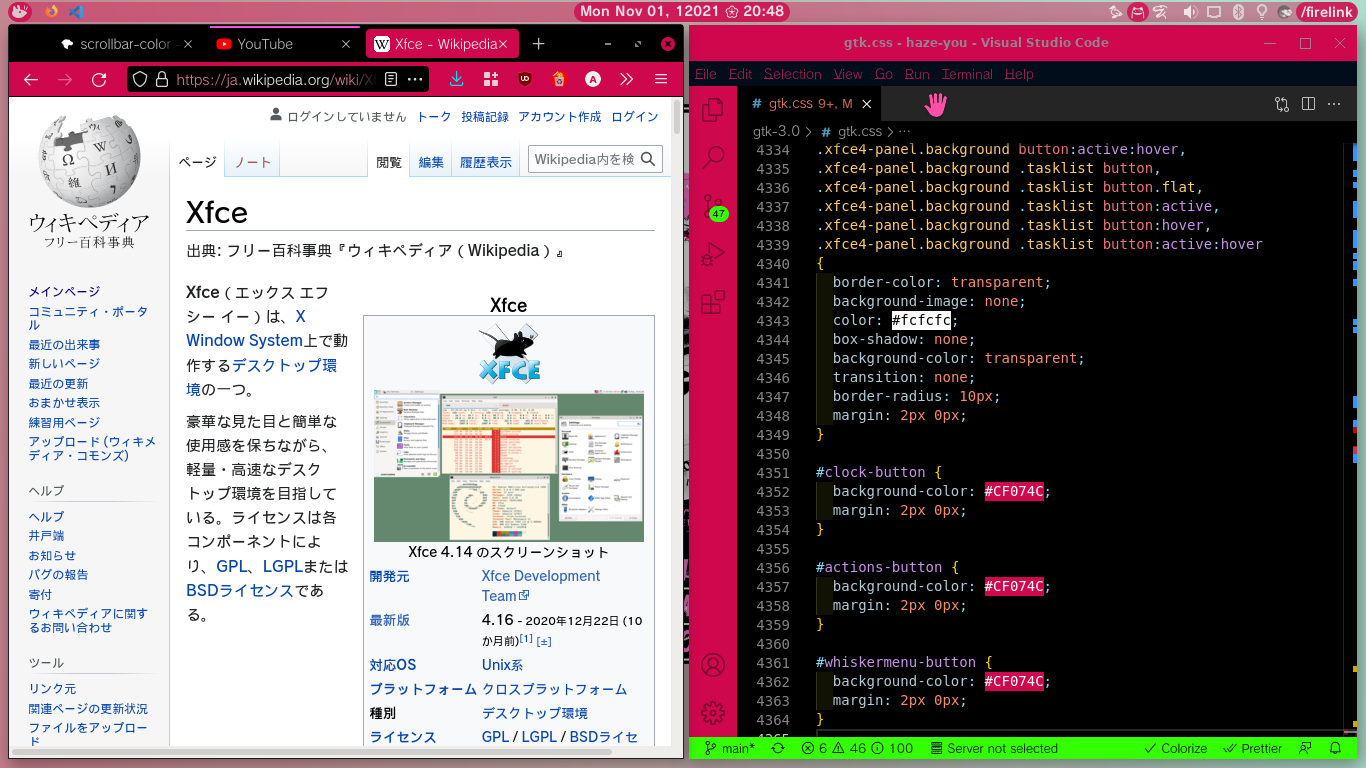 Mon Nov 01, 12021 20:48
/firelink
scrollbar-color -
YouTube
Xfce - Wikipedia
https://ja.wikipedia.org/wiki/Xf
ウィキペディア
フリー百科事典
メインページ
コミュニティ・ポータ
ル
最近の出来事
新しいページ
最近の更新
おまかせ表示
練習用ページ
アップロード (ウィキメ
ディア・コモンズ)
ヘルプ
ヘルプ
井戸端
お知らせ
バグの報告
寄付
ウィキペディアに関す
るお問い合わせ
ツール
リンク元
関連ページの更新状況
ファイルをアップロー
ド
ログインしていません トーク 投稿記録 アカウント作成 ログイン
ページ ノート 閲覧 編集 履歴表示 Wikipedia内を検
Xfce
出典: フリー百科事典『ウィキペディア（Wikipedia）』
Xfce（エックス エフ
シー イー）は、X
Window System上で動
作するデスクトップ環
境の一つ。
豪華な見た目と簡単な
使用感を保ちながら、
軽量・高速なデスク
トップ環境を目指して
いる。ライセンスは各
コンポーネントによ
り、GPL、LGPLまたは
BSDライセンスであ
る。
Xfce
XFCE
Xfce 4.14 のスクリーンショット
開発元 Xfce Development
Team
最新版 4.16 - 2020年12月22日 (10
か月前)[1] [±]
対応OS Unix系
プラットフォーム クロスプラットフォーム
種別 デスクトップ環境
ライセンス GPL / LGPL / BSDライセ
gtk.css - haze-you - Visual Studio Code
File Edit Selection View Go Run Terminal Help
# gtk.css 9+, M
gtk-3.0 > # gtk.css > ...
47
4334 .xfce4-panel.background button:active:hover,
4335 .xfce4-panel.background .tasklist button,
4336 .xfce4-panel.background .tasklist button.flat,
4337 .xfce4-panel.background .tasklist button:active,
4338 .xfce4-panel.background .tasklist button:hover,
4339 .xfce4-panel.background .tasklist button:active:hover
4340 {
4341 border-color: transparent;
4342 background-image: none;
4343 color: #fcfcfc;
4344 box-shadow: none;
4345 background-color: transparent;
4346 transition: none;
4347 border-radius: 10px;
4348 margin: 2px 0px;
4349 }
4350
4351 #clock-button {
4352 background-color: #CF074C;
4353 margin: 2px 0px;
4354 }
4355
4356 #actions-button {
4357 background-color: #CF074C;
4358 margin: 2px 0px;
4359 }
4360
4361 #whiskermenu-button {
4362 background-color: #CF074C;
4363 margin: 2px 0px;
4364 }
4365
main* 6 46 100 Server not selected Colorize Prettier